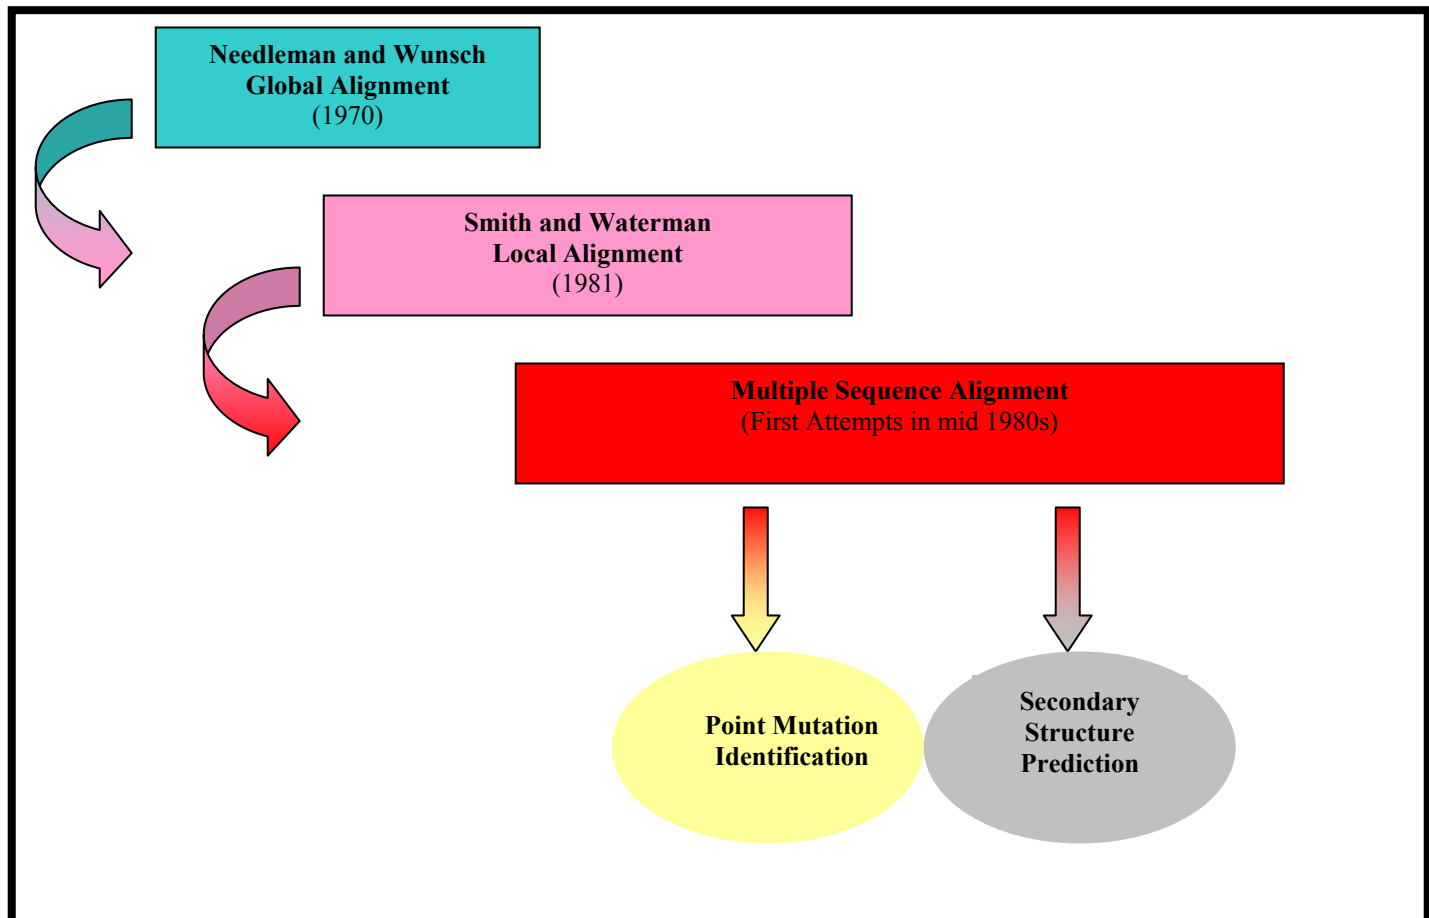 Needleman and Wunsch
Global Alignment
(1970)
Smith and Waterman
Local Alignment
(1981)
Multiple Sequence Alignment
(First Attempts in mid 1980s)
Point Mutation
Identification
Secondary
Structure
Prediction